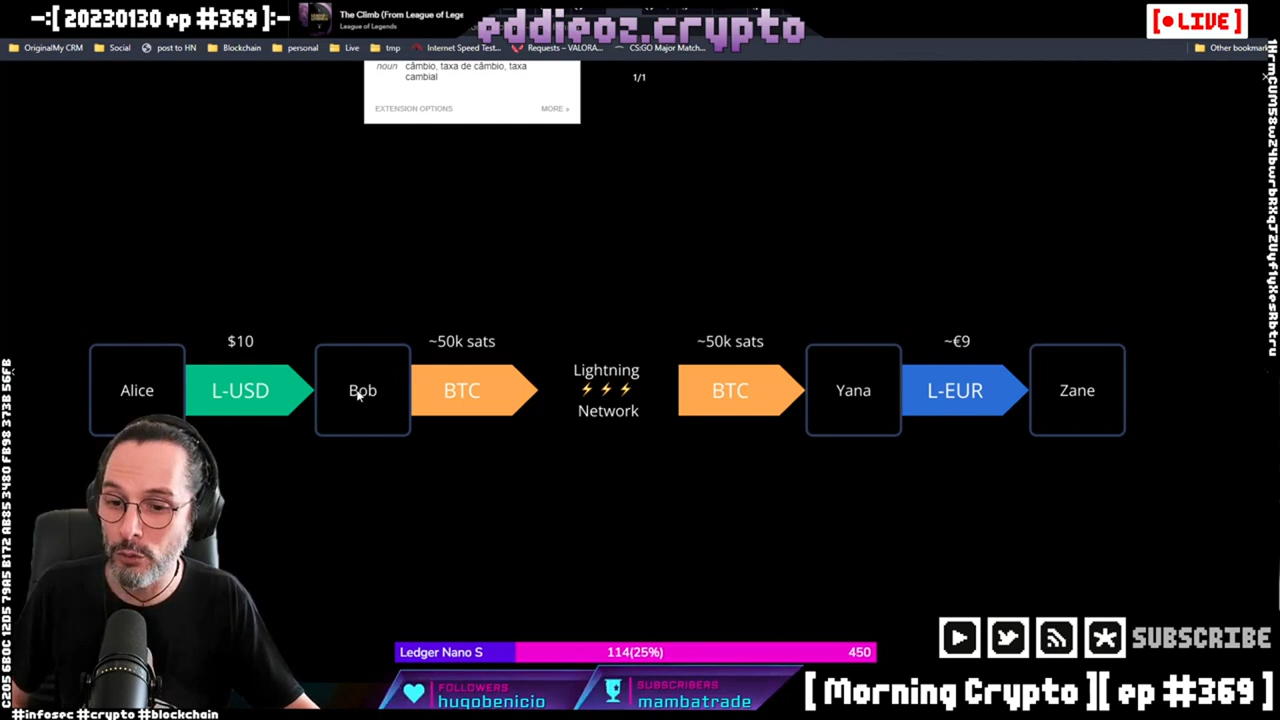 -:[ 20230130 ep #369 ]:-
The Climb (From League of Lege
League of Legends
eddieoz.crypto
[ LIVE ]
OriginalMy CRM
Social
post to HN
Blockchain
personal
Live
tmp
Internet Speed Test...
Requests – VALORA...
CS:GO Major Match...
Other bookmar
noun câmbio, taxa de câmbio, taxa
cambial
1/1
EXTENSION OPTIONS
MORE »
$10
~50k sats
~50k sats
~€9
Alice
L-USD
Bob
BTC
Lightning
Network
BTC
Yana
L-EUR
Zane
Ledger Nano S
114(25%)
450
FOLLOWERS
hugobenicio
SUBSCRIBERS
mambatrade
SUBSCRIBE
[ Morning Crypto ][ ep #369 ]
#infosec #crypto #blockchain